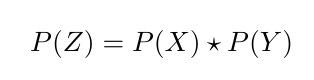 P(Z) = P(X) ⋆ P(Y)